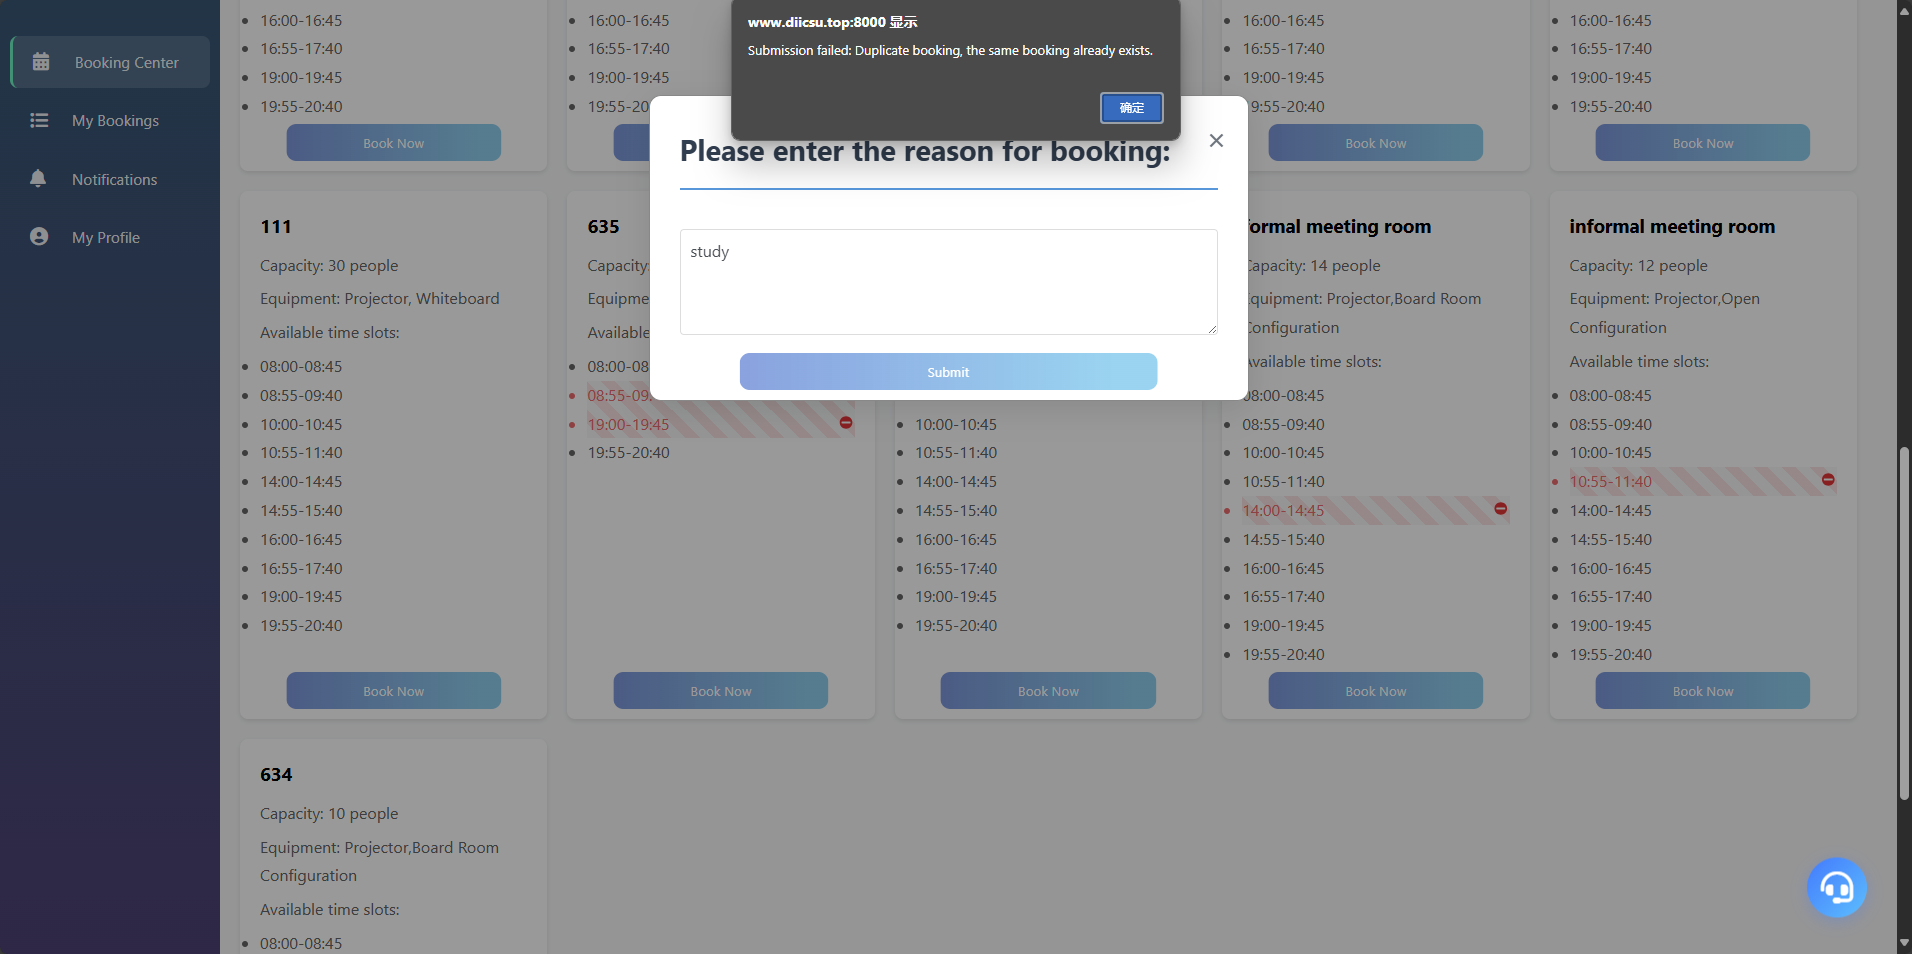 www.diicsu.top:8000 显示
Submission failed: Duplicate booking, the same booking already exists.
确定
Please enter the reason for booking:
study
Submit
Booking Center
My Bookings
Notifications
My Profile
16:00-16:45
16:55-17:40
19:00-19:45
19:55-20:40
Book Now
16:00-16:45
16:55-17:40
19:00-19:45
19:55-20
16:00-16:45
16:55-17:40
19:00-19:45
9:55-20:40
Book Now
16:00-16:45
16:55-17:40
19:00-19:45
19:55-20:40
Book Now
111
Capacity: 30 people
Equipment: Projector, Whiteboard
Available time slots:
08:00-08:45
08:55-09:40
10:00-10:45
10:55-11:40
14:00-14:45
14:55-15:40
16:00-16:45
16:55-17:40
19:00-19:45
19:55-20:40
Book Now
635
Capacity:
Equipme
Available
08:00-08
08:55-09:
19:00-19:45
19:55-20:40
Book Now
10:00-10:45
10:55-11:40
14:00-14:45
14:55-15:40
16:00-16:45
16:55-17:40
19:00-19:45
19:55-20:40
Book Now
formal meeting room
Capacity: 14 people
quipment: Projector,Board Room
Configuration
Available time slots:
08:00-08:45
08:55-09:40
10:00-10:45
10:55-11:40
14:00-14:45
14:55-15:40
16:00-16:45
16:55-17:40
19:00-19:45
19:55-20:40
Book Now
informal meeting room
Capacity: 12 people
Equipment: Projector,Open
Configuration
Available time slots:
08:00-08:45
08:55-09:40
10:00-10:45
10:55-11:40
14:00-14:45
14:55-15:40
16:00-16:45
16:55-17:40
19:00-19:45
19:55-20:40
Book Now
634
Capacity: 10 people
Equipment: Projector,Board Room
Configuration
Available time slots:
08:00-08:45